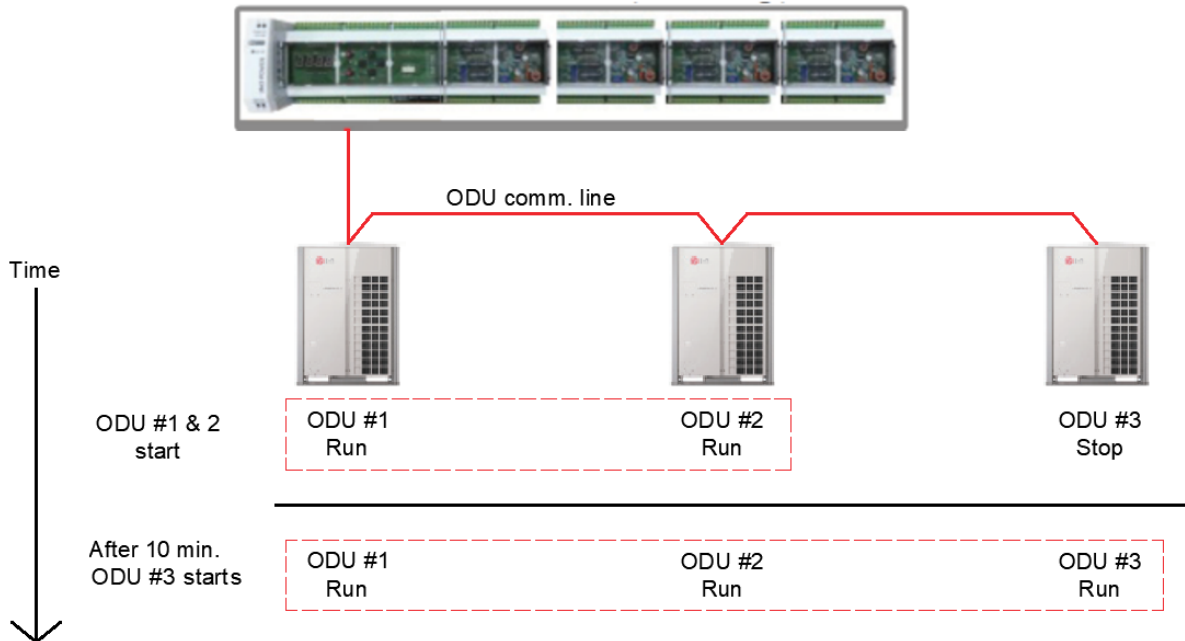 ODU comm. line
Time
ODU #1 & 2
start
ODU #1
Run
ODU #2
Run
ODU #3
Stop
After 10 min.
ODU #3 starts
ODU #1
Run
ODU #2
Run
ODU #3
Run